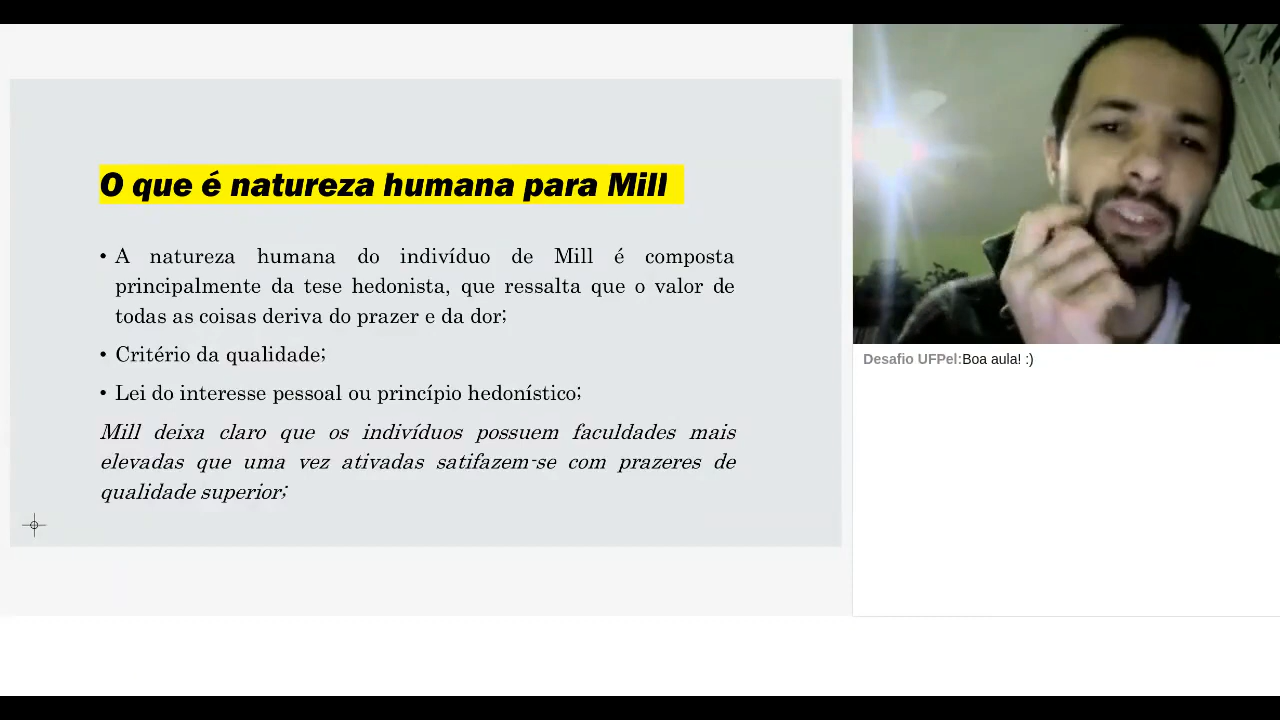 O que é natureza humana para Mill
• A natureza humana do indivíduo de Mill é composta
principalmente da tese hedonista, que ressalta que o valor de
todas as coisas deriva do prazer e da dor;
• Critério da qualidade;
• Lei do interesse pessoal ou princípio hedonístico;
Mill deixa claro que os indivíduos possuem faculdades mais
elevadas que uma vez ativadas satifazem-se com prazeres de
qualidade superior;
Desafio UFPel:Boa aula! :)